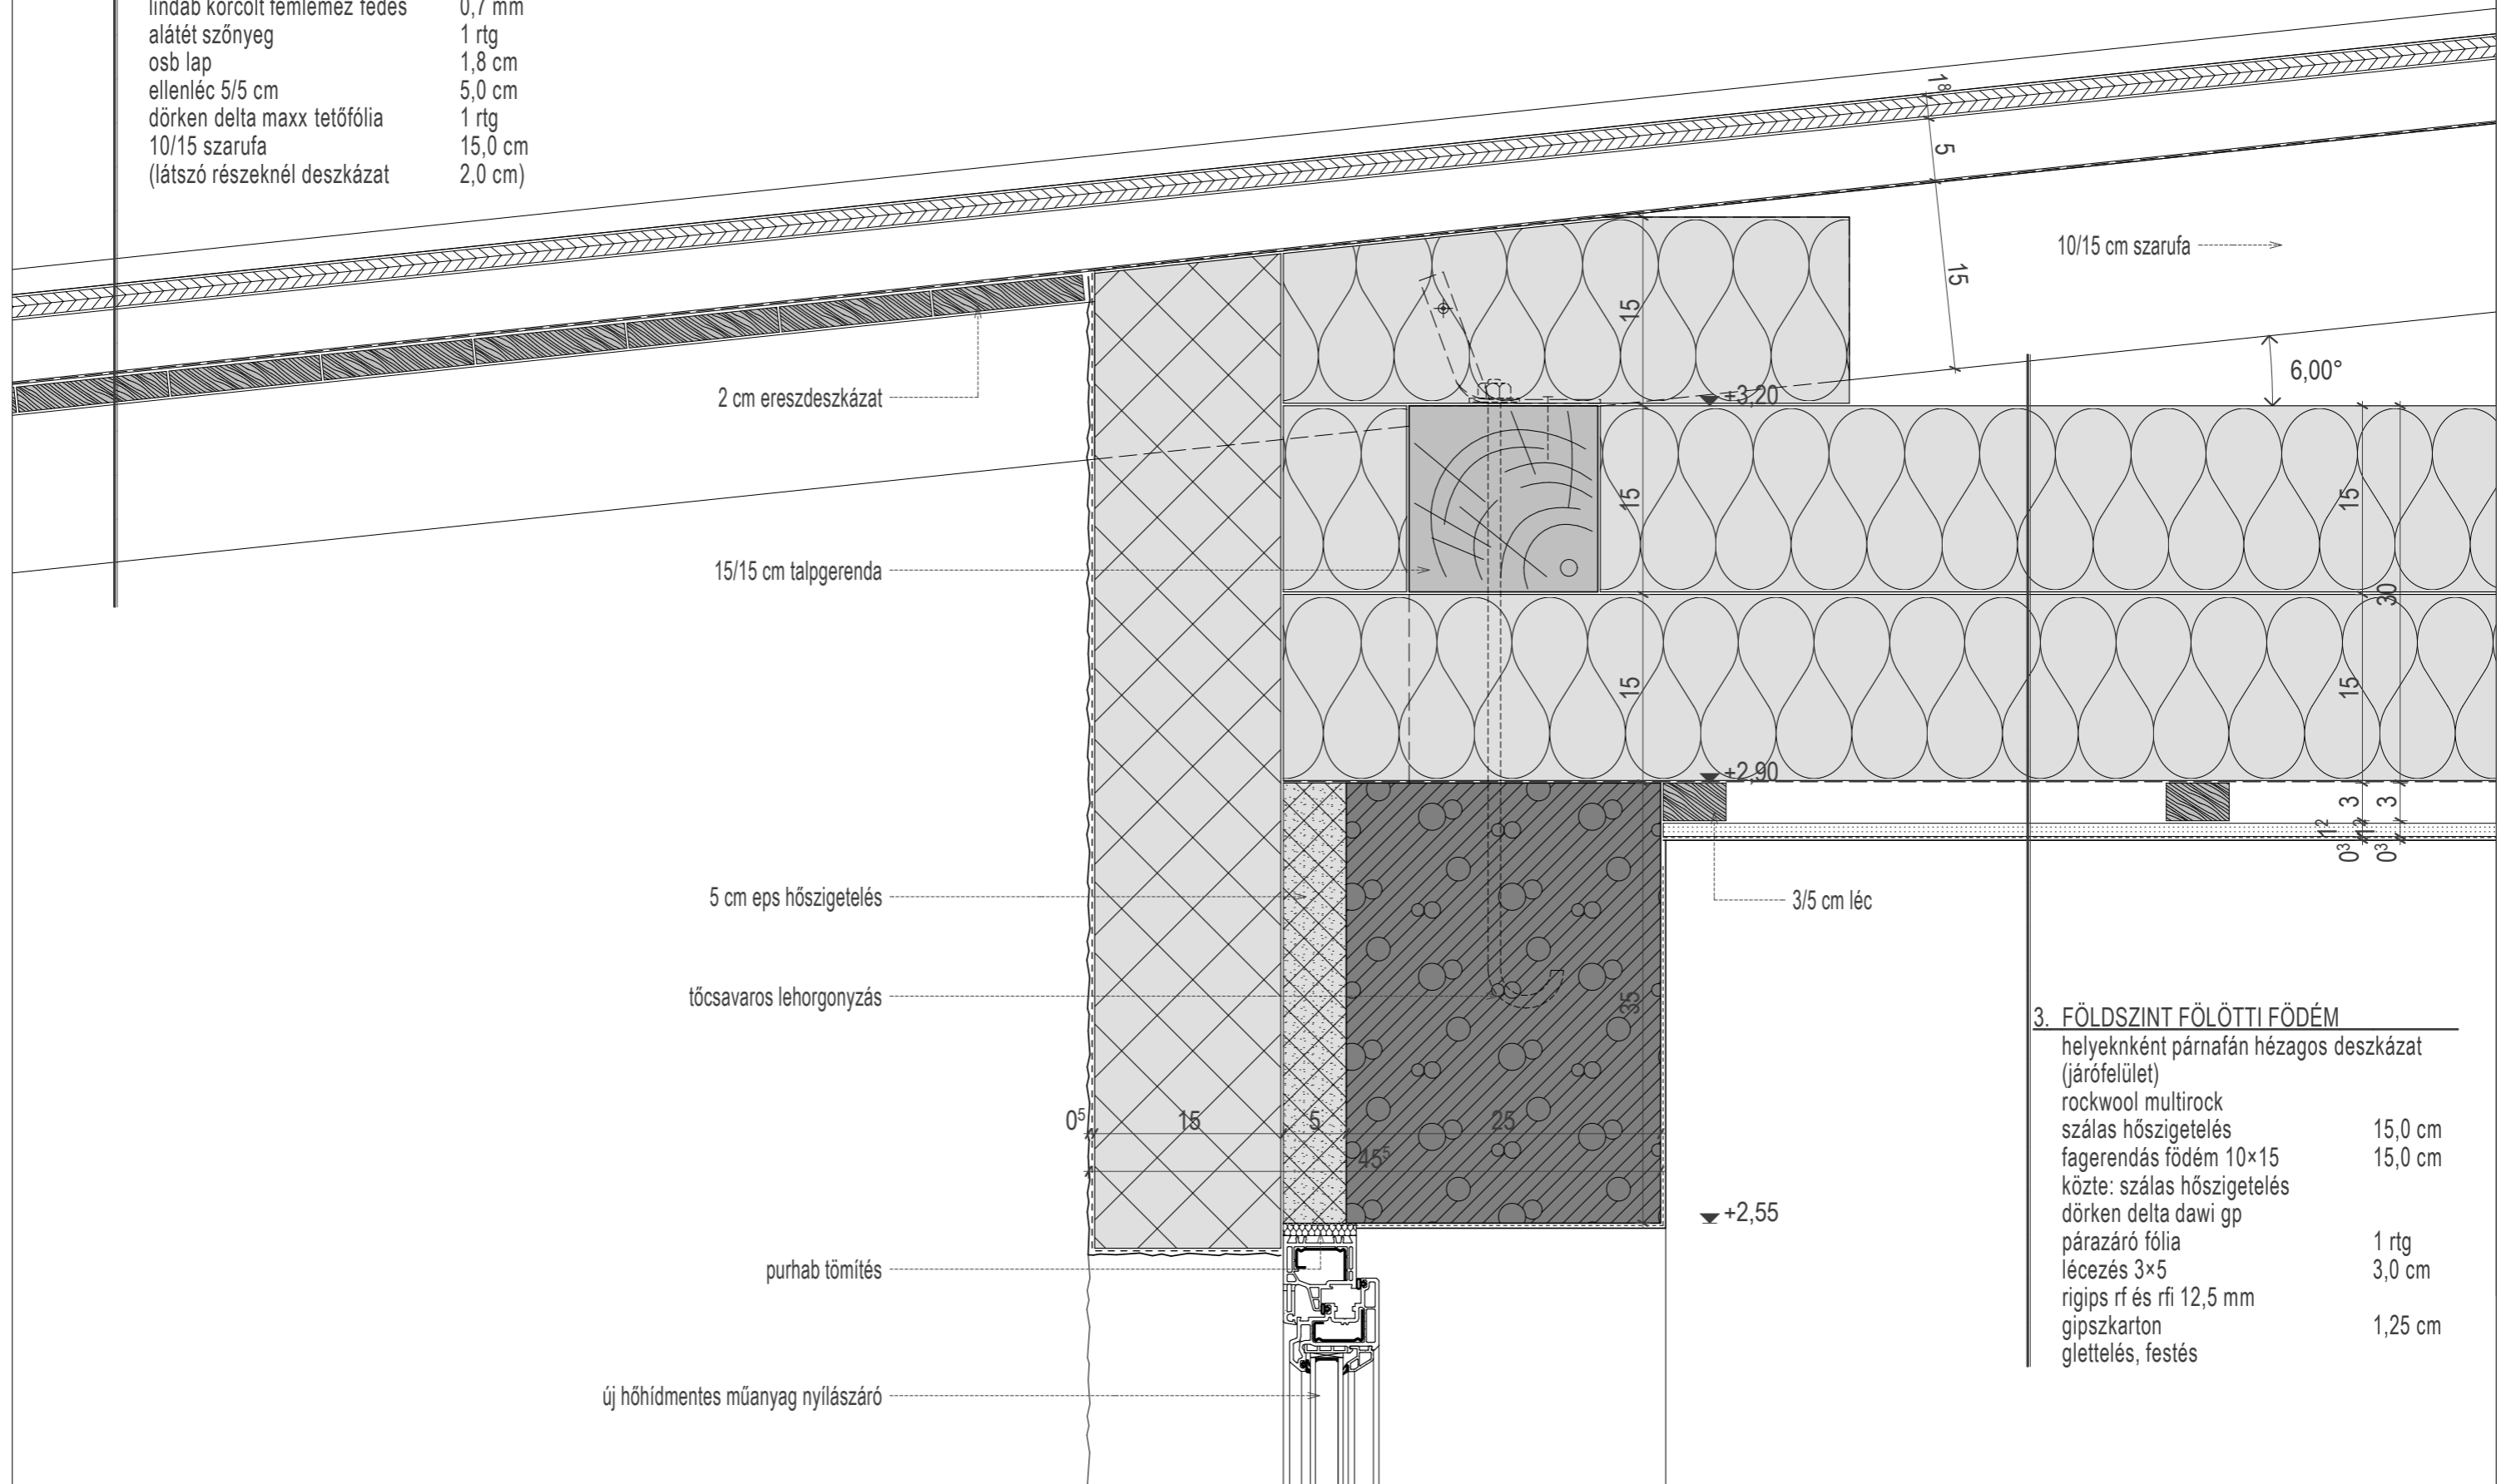 lindab korcolt fémlemez fedés 0,7 mm
alátét szőnyeg 1 rtg
osb lap 1,8 cm
ellenléc 5/5 cm 5,0 cm
dörken delta maxx tetőfólia 1 rtg
10/15 szarufa 15,0 cm
(látszó részeknél deszkázat 2,0 cm)
1⁸
5
15
10/15 cm szarufa
6,00°
15
2 cm ereszdeszkázat
+3,20
15
15
15/15 cm talpgerenda
30
15
15
+2,90
3
3
1²
1²
0³
0³
5 cm eps hőszigetelés
3/5 cm léc
tőcsavaros lehorgonyzás
35
0⁵
15
5
25
45⁵
+2,55
purhab tömítés
új hőhídmentes műanyag nyílászáró
3. FÖLDSZINT FÖLÖTTI FÖDÉM
helyeknként párnafán hézagos deszkázat
(járófelület)
rockwool multirock
szálas hőszigetelés 15,0 cm
fagerendás födém 10×15 15,0 cm
közte: szálas hőszigetelés
dörken delta dawi gp
párazáró fólia 1 rtg
lécezés 3×5 3,0 cm
rigips rf és rfi 12,5 mm
gipszkarton 1,25 cm
glettelés, festés